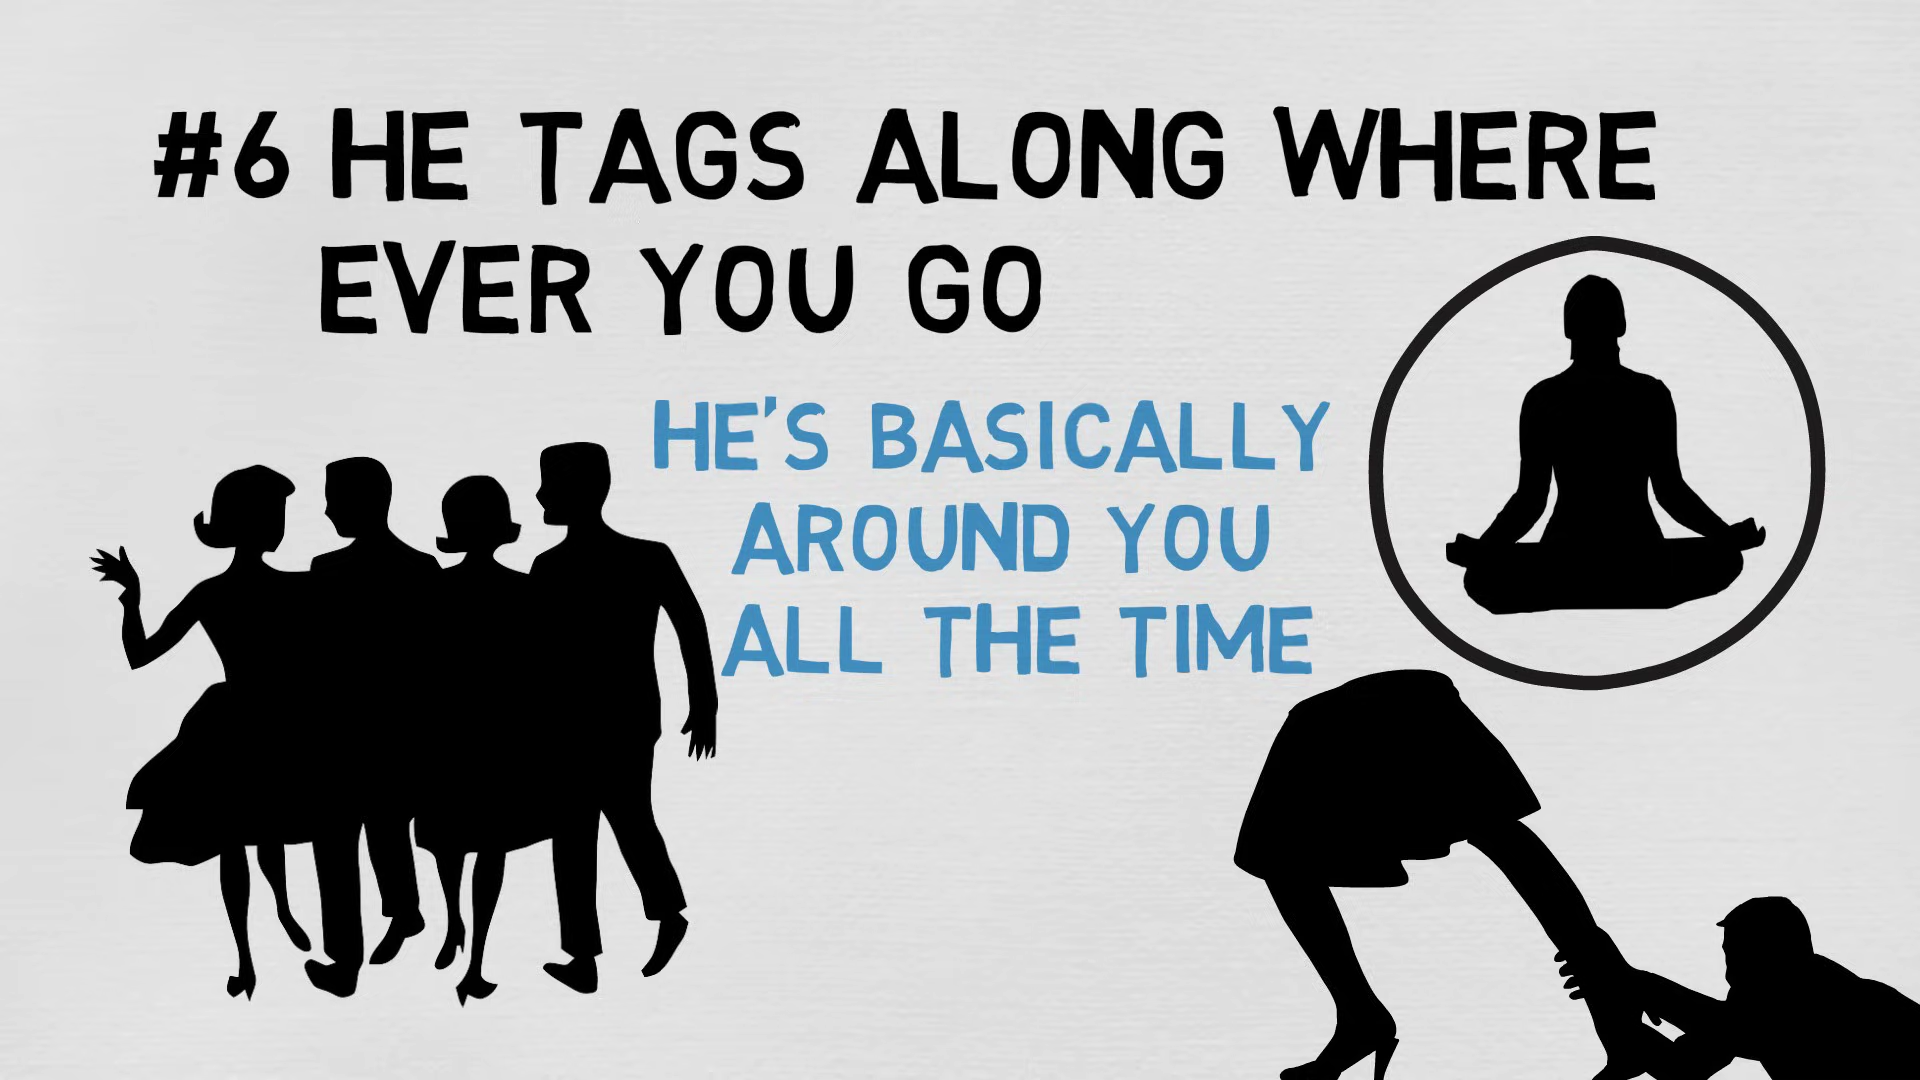 #6 HE TAGS ALONG WHERE
EVER YOU GO
HE'S BASICALLY
AROUND YOU
ALL THE TIME